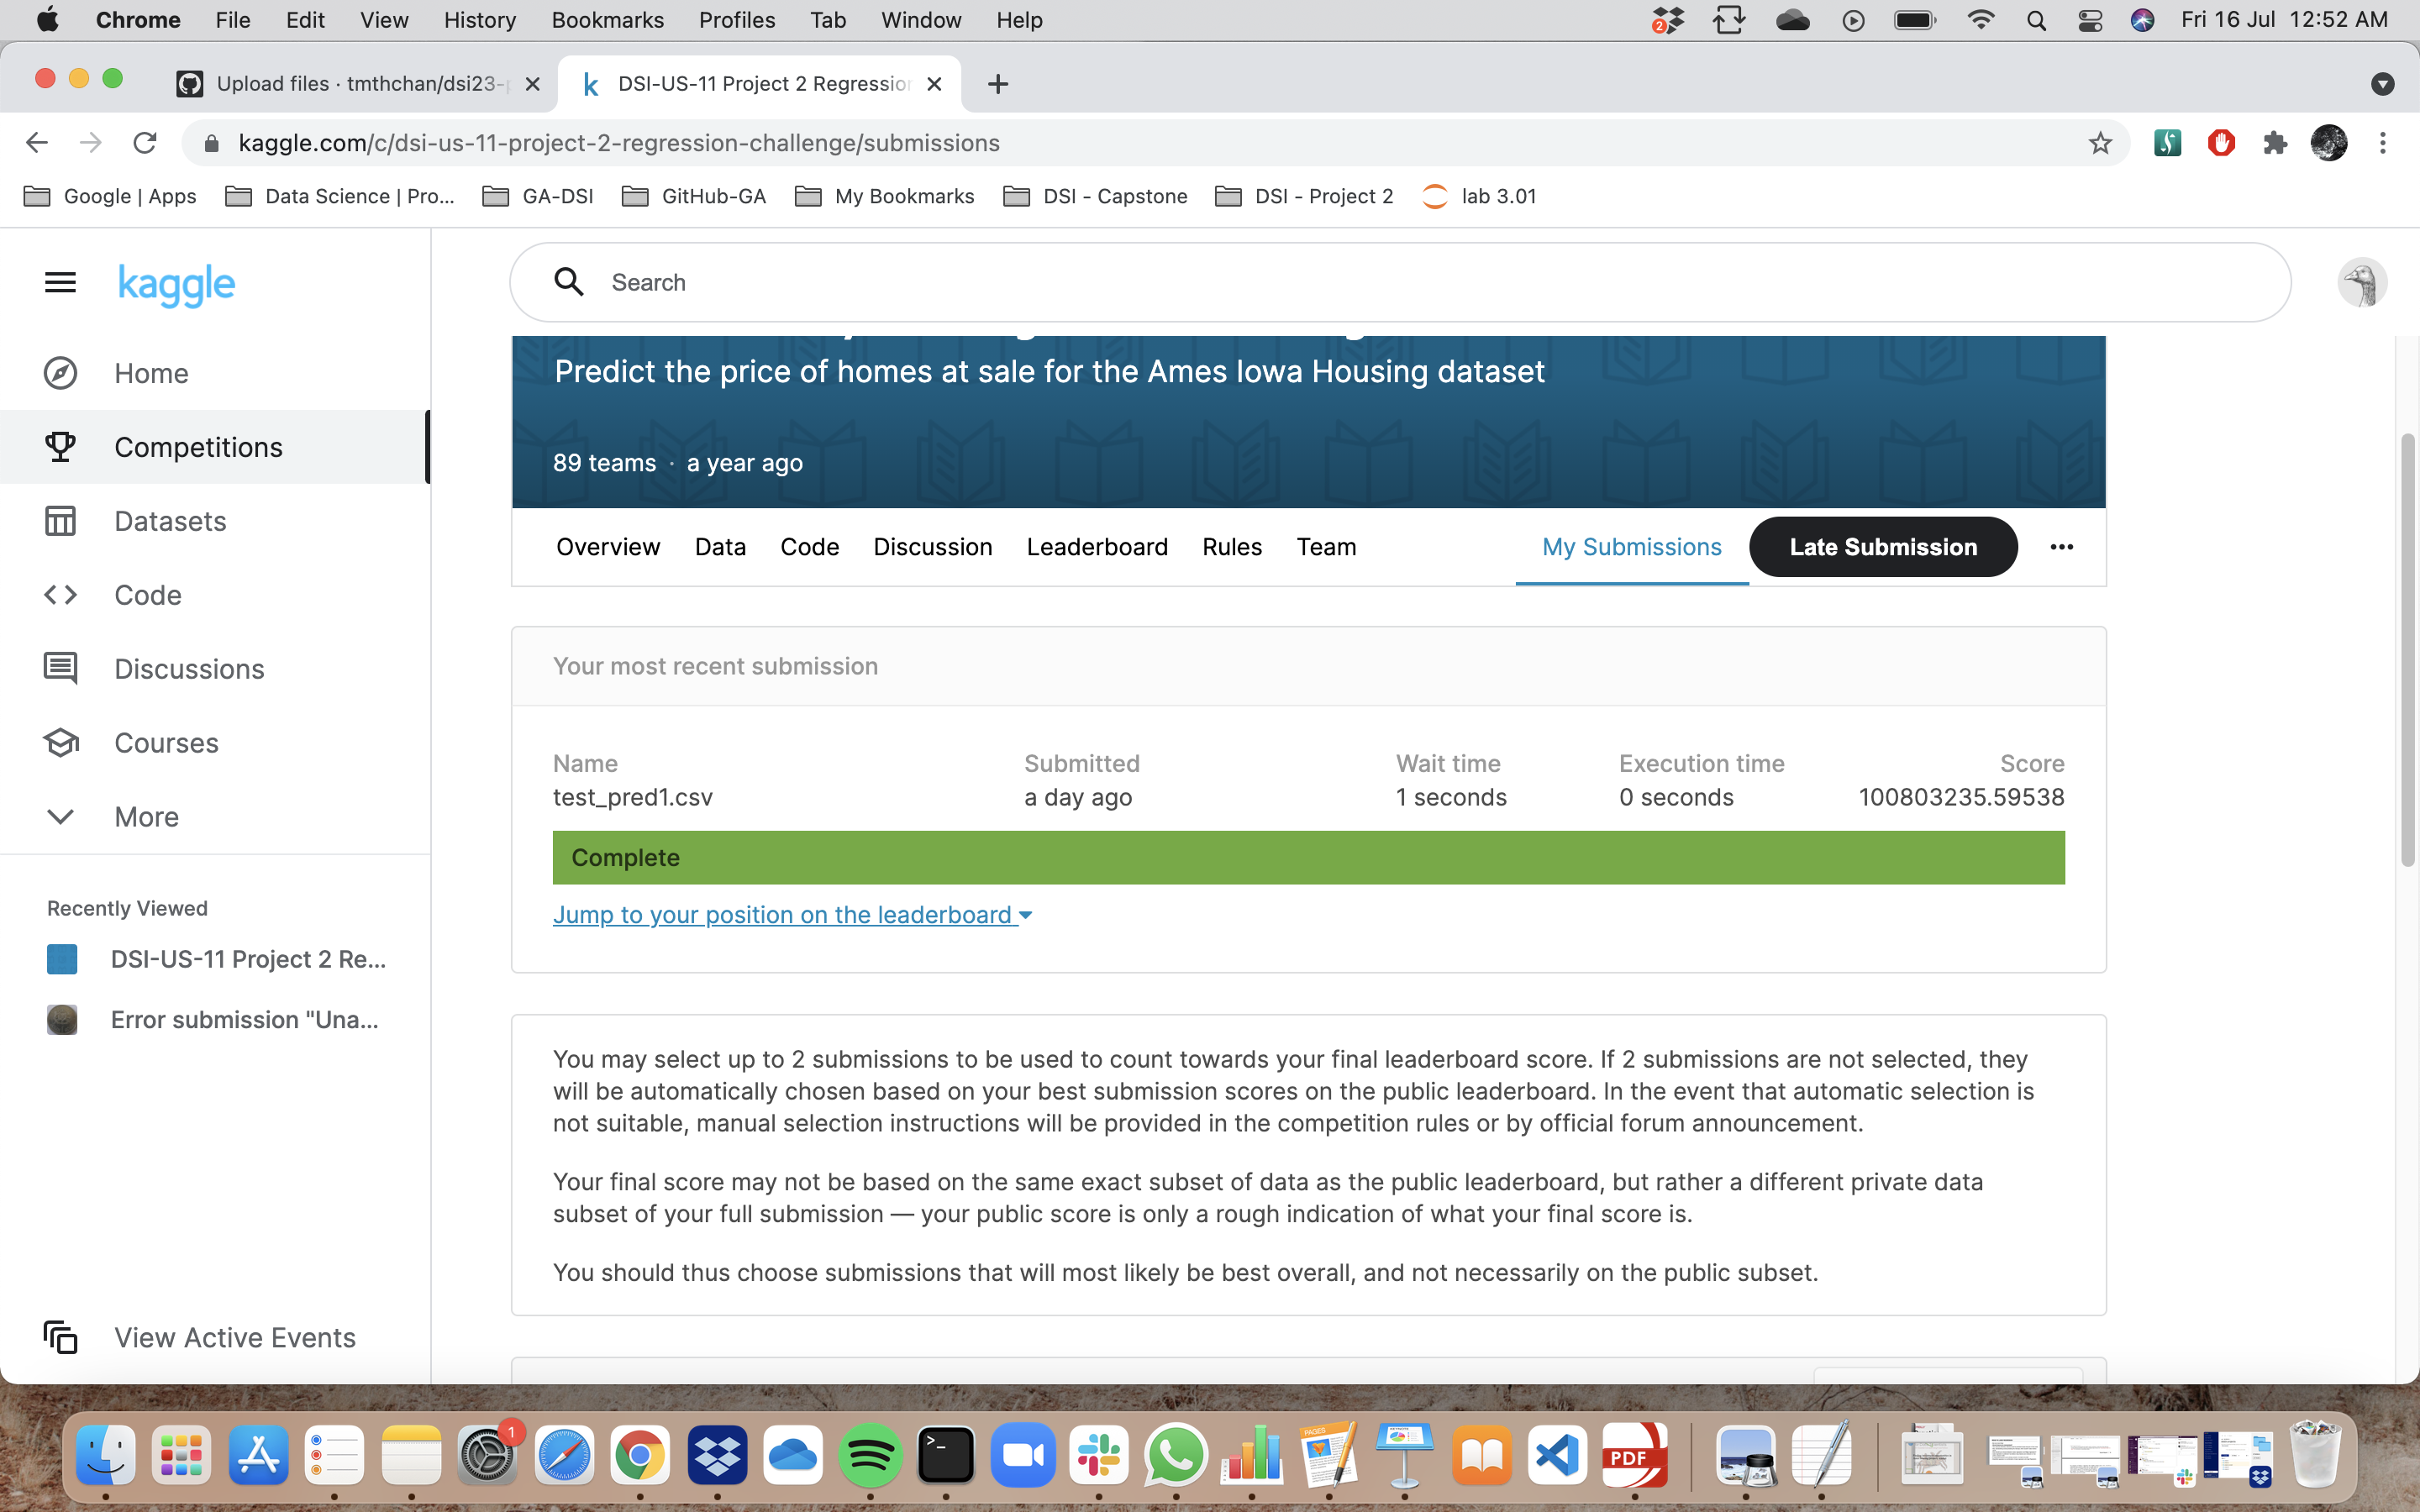 Chrome File Edit View History Bookmarks Profiles Tab Window Help 2 Fri 16 Jul 12:52 AM
Upload files · tmthchan/dsi23-p DSI-US-11 Project 2 Regression
kaggle.com/c/dsi-us-11-project-2-regression-challenge/submissions
Google | Apps Data Science | Pro... GA-DSI GitHub-GA My Bookmarks DSI - Capstone DSI - Project 2 lab 3.01
kaggle
Search
Home
Competitions
Datasets
Code
Discussions
Courses
More
Recently Viewed
DSI-US-11 Project 2 Re...
Error submission "Una...
View Active Events
Predict the price of homes at sale for the Ames Iowa Housing dataset
89 teams · a year ago
Overview Data Code Discussion Leaderboard Rules Team My Submissions Late Submission
Your most recent submission
Name Submitted Wait time Execution time Score
test_pred1.csv a day ago 1 seconds 0 seconds 100803235.59538
Complete
Jump to your position on the leaderboard
You may select up to 2 submissions to be used to count towards your final leaderboard score. If 2 submissions are not selected, they
will be automatically chosen based on your best submission scores on the public leaderboard. In the event that automatic selection is
not suitable, manual selection instructions will be provided in the competition rules or by official forum announcement.
Your final score may not be based on the same exact subset of data as the public leaderboard, but rather a different private data
subset of your full submission — your public score is only a rough indication of what your final score is.
You should thus choose submissions that will most likely be best overall, and not necessarily on the public subset.
1
PAGES
PDF